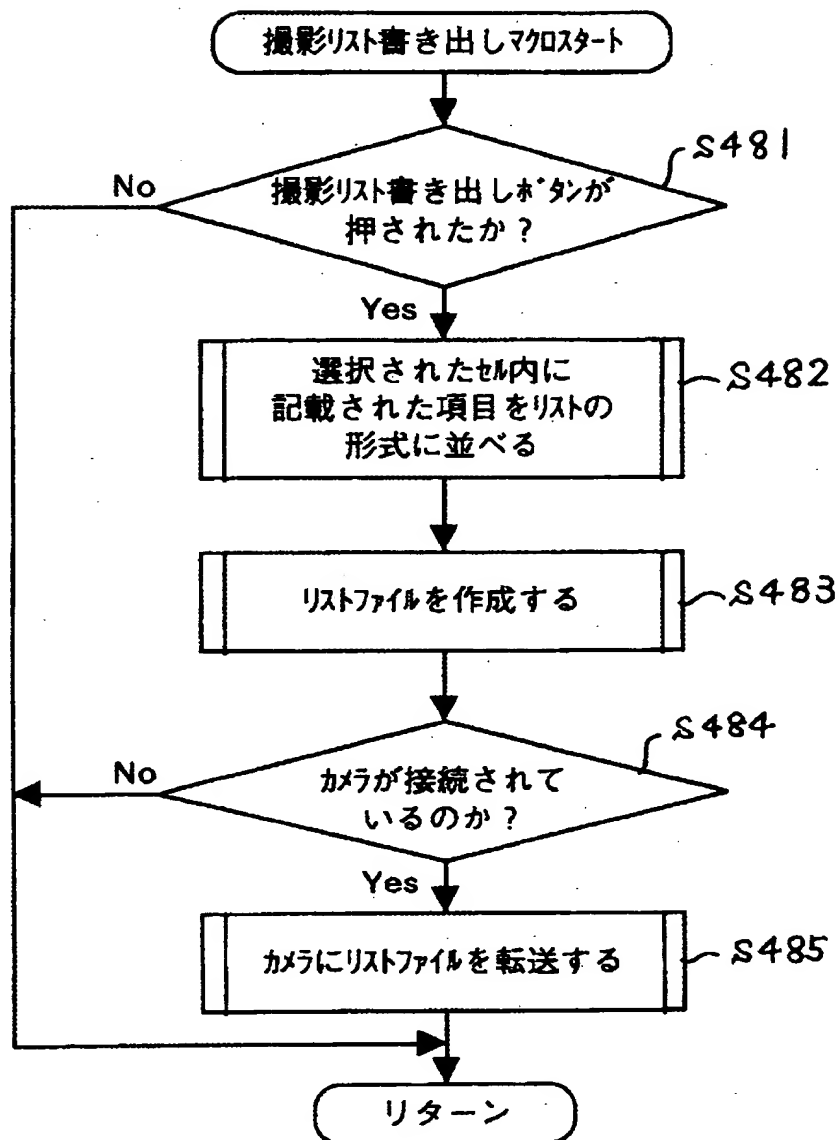 撮影リスト書き出しマクロスタート
S481
No
撮影リスト書き出しボタンが
押されたか？
Yes
選択されたセル内に
記載された項目をリストの
形式に並べる
S482
リストファイルを作成する
S483
S484
No
カメラが接続されて
いるのか？
Yes
カメラにリストファイルを転送する
S485
リターン